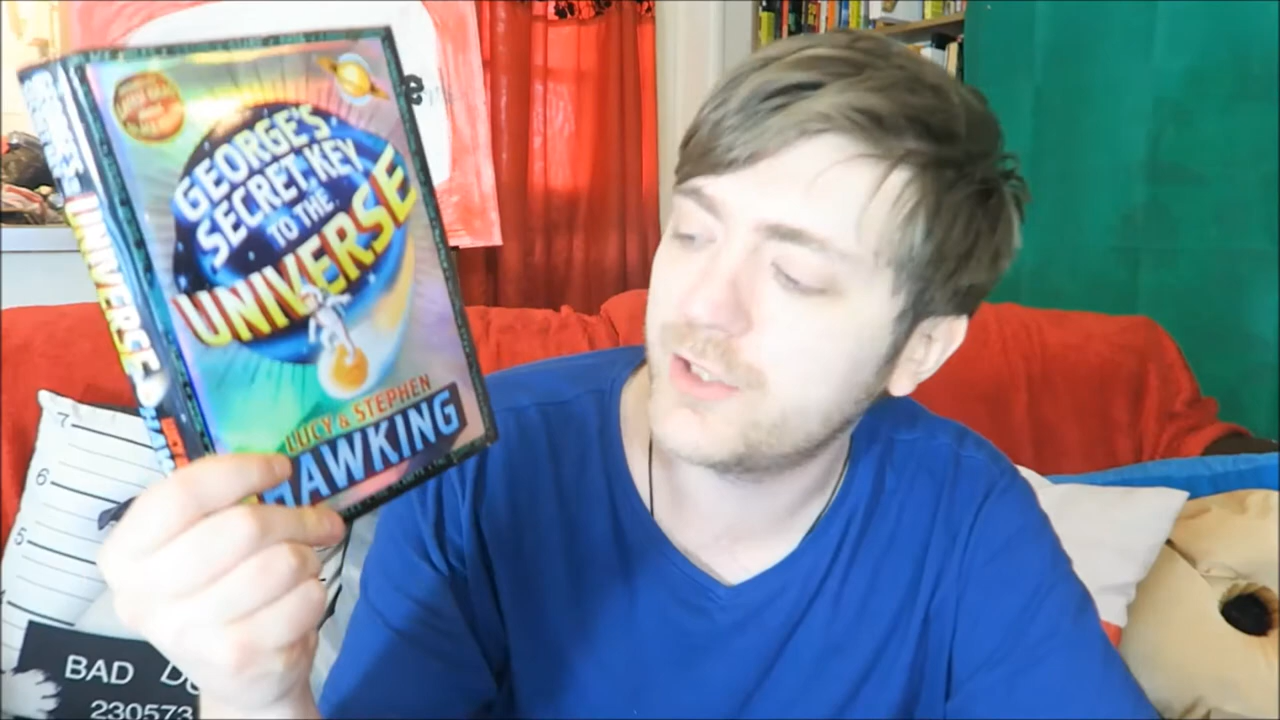 GEORGE'S
SECRET KEY
TO THE
UNIVERSE
LUCY & STEPHEN
HAWKING
UNIVERSE
7
6
5
BAD
230573